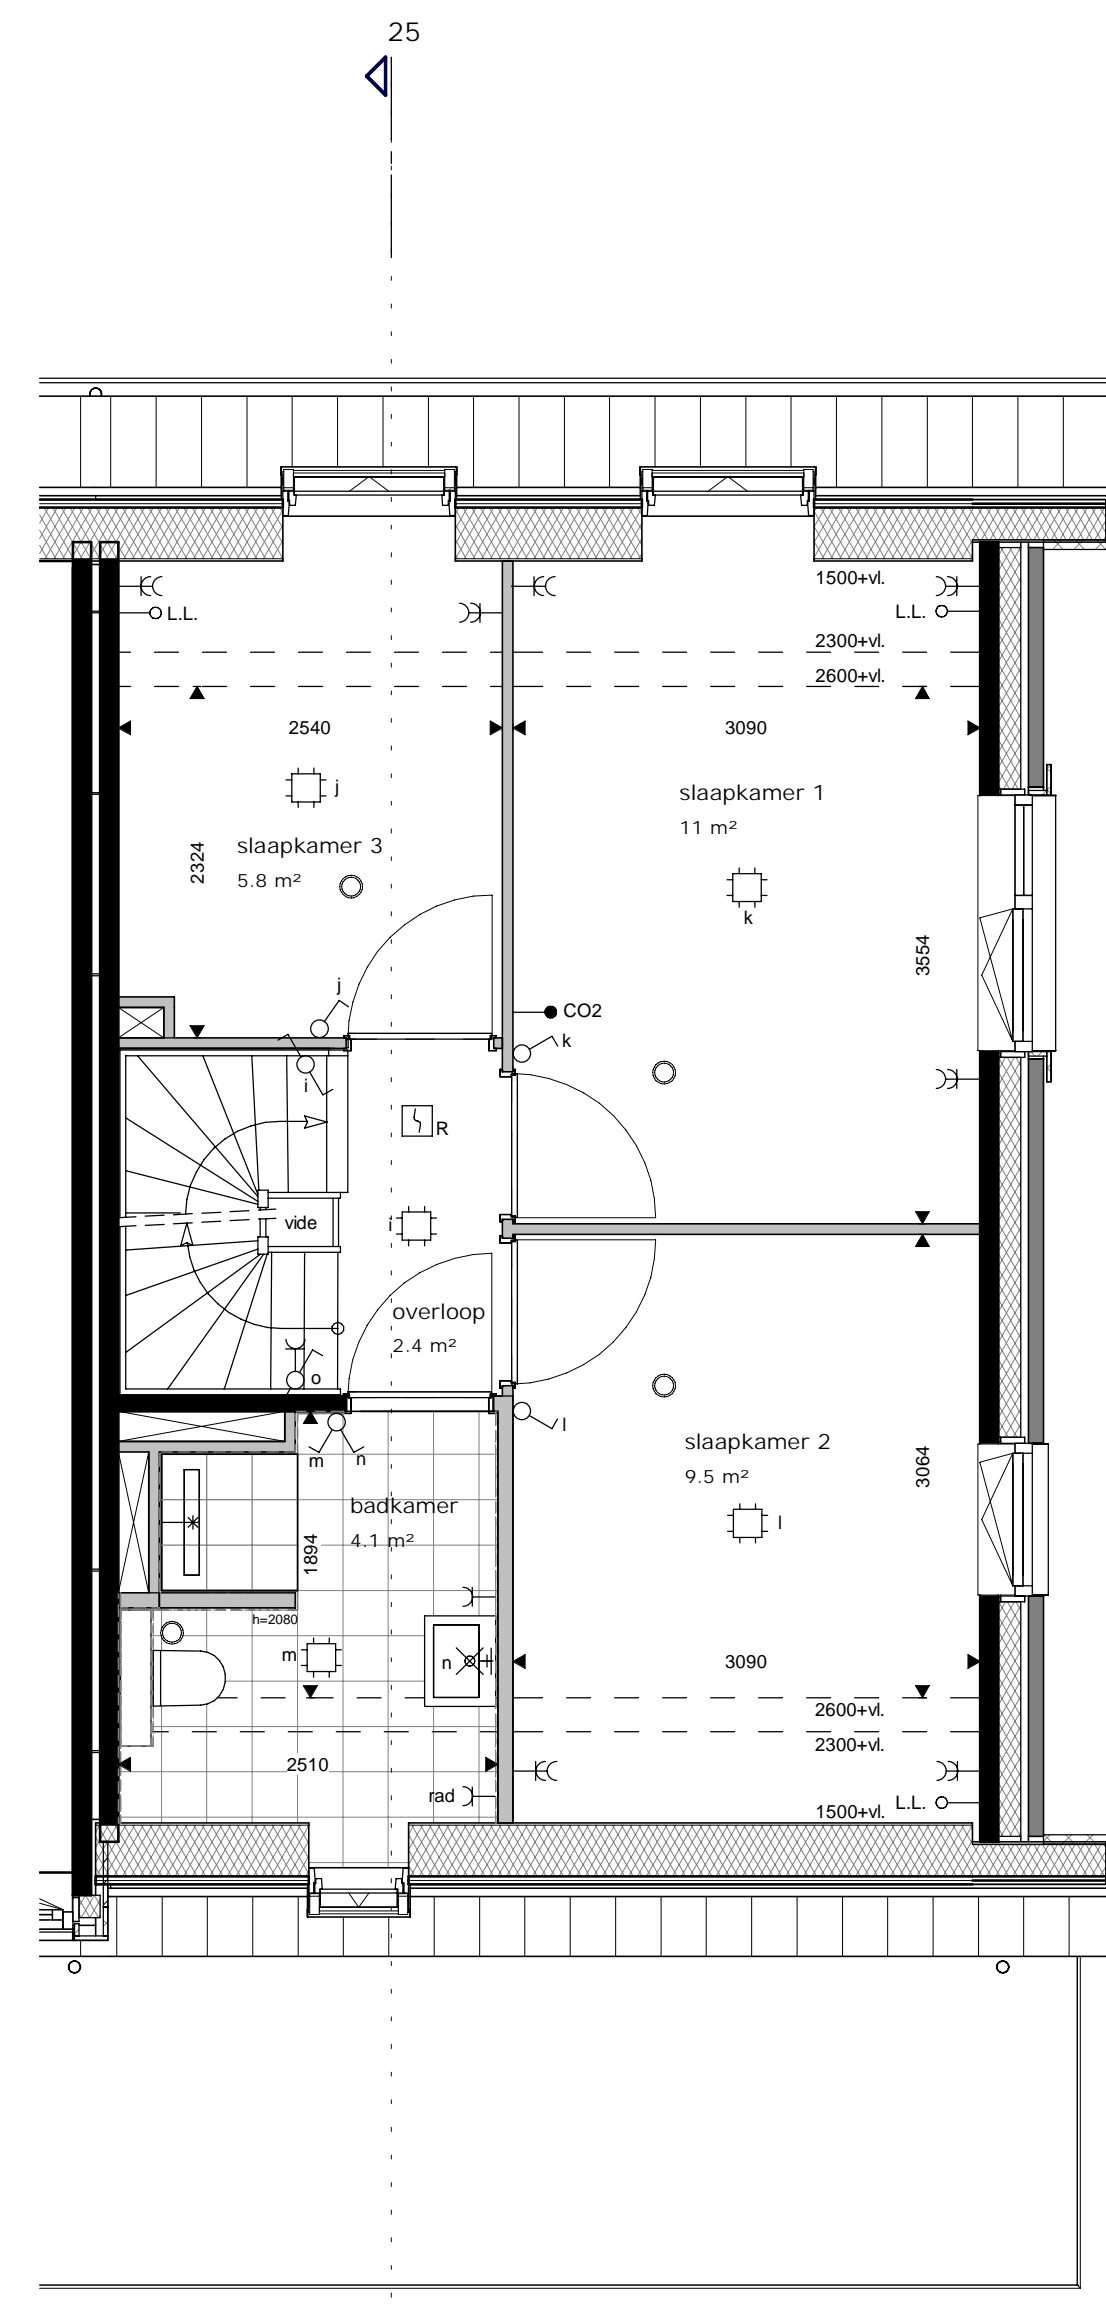 25
1500+vl.
L.L.
L.L.
2300+vl.
2600+vl.
2540
3090
j
slaapkamer 1
11 m²
slaapkamer 3
5.8 m²
2324
k
3554
j
CO2
k
i
R
vide
i
overloop
2.4 m²
o
l
m
n
slaapkamer 2
9.5 m²
3064
badkamer
4.1 m²
1894
l
h=2080
m
n
3090
2600+vl.
2300+vl.
2510
rad
L.L.
1500+vl.